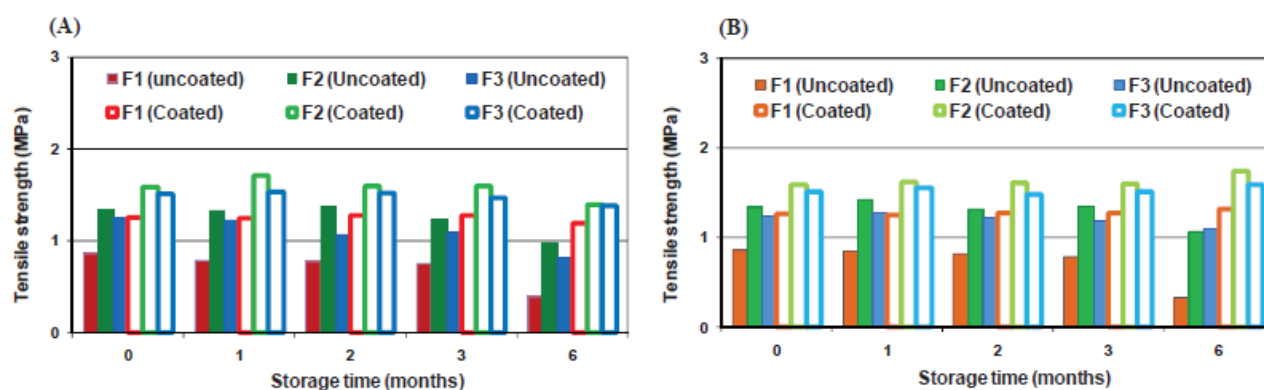 (A)
3
F1 (uncoated) F2 (Uncoated) F3 (Uncoated)
F1 (Coated) F2 (Coated) F3 (Coated)
2
1
0
0 1 2 3 6
Tensile strength (MPa)
Storage time (months)
(B)
3
F1 (Uncoated) F2 (Uncoated) F3 (Uncoated)
F1 (Coated) F2 (Coated) F3 (Coated)
2
1
0
0 1 2 3 6
Tensile strength (MPa)
Storage time (months)